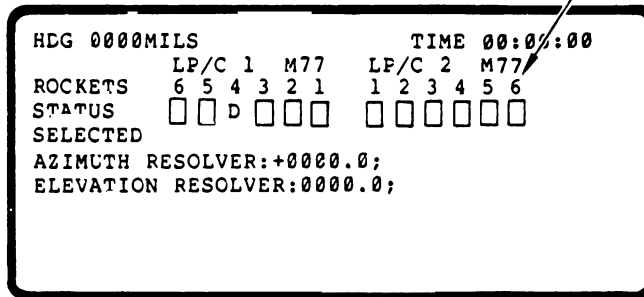 HDG 0000MILS TIME 00:00:00
LP/C 1 M77 LP/C 2 M77
ROCKETS 6 5 4 3 2 1 1 2 3 4 5 6
STATUS D
SELECTED
AZIMUTH RESOLVER:+0000.0;
ELEVATION RESOLVER:0000.0;